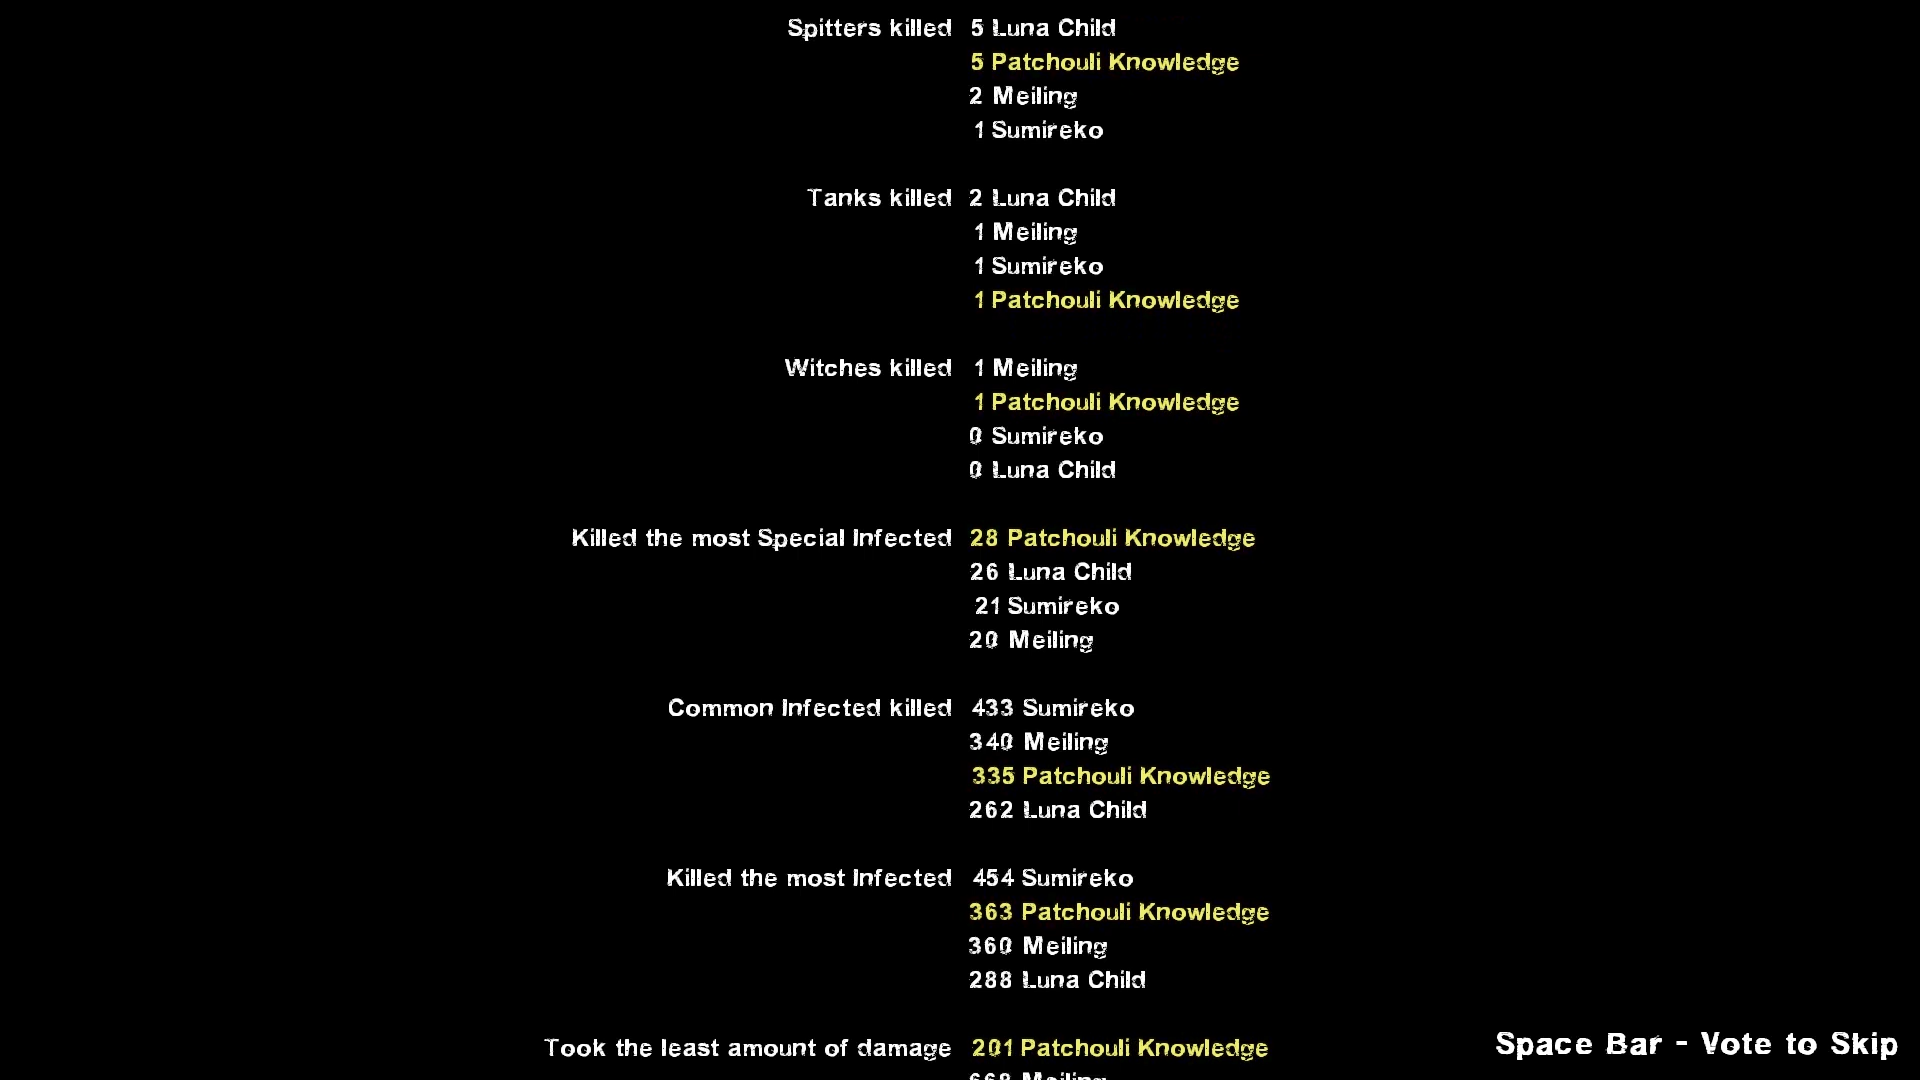 Spitters killed 5 Luna Child
5 Patchouli Knowledge
2 Meiling
1 Sumireko
Tanks killed 2 Luna Child
1 Meiling
1 Sumireko
1 Patchouli Knowledge
Witches killed 1 Meiling
1 Patchouli Knowledge
0 Sumireko
0 Luna Child
Killed the most Special Infected 28 Patchouli Knowledge
26 Luna Child
21 Sumireko
20 Meiling
Common Infected killed 433 Sumireko
340 Meiling
335 Patchouli Knowledge
262 Luna Child
Killed the most Infected 454 Sumireko
363 Patchouli Knowledge
360 Meiling
288 Luna Child
Took the least amount of damage 201 Patchouli Knowledge
668 Meiling
Space Bar - Vote to Skip